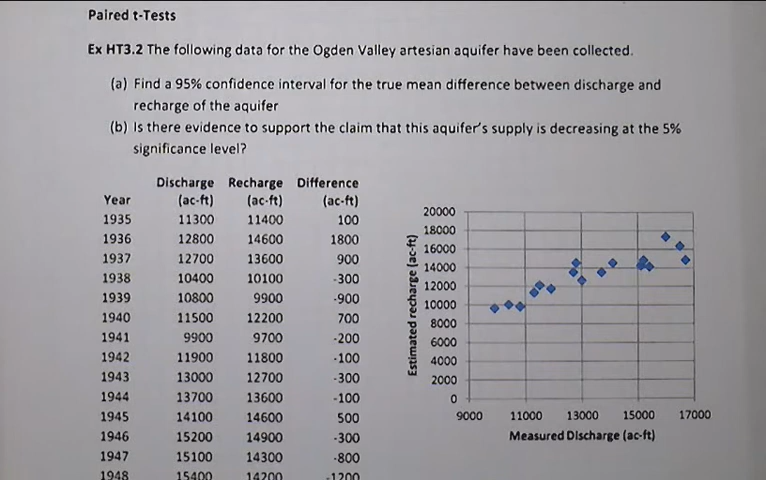 Paired t-Tests
Ex HT3.2 The following data for the Ogden Valley artesian aquifer have been collected.
(a) Find a 95% confidence interval for the true mean difference between discharge and
recharge of the aquifer
(b) Is there evidence to support the claim that this aquifer's supply is decreasing at the 5%
significance level?
Discharge Recharge Difference
Year (ac-ft) (ac-ft) (ac-ft)
1935 11300 11400 100
1936 12800 14600 1800
1937 12700 13600 900
1938 10400 10100 -300
1939 10800 9900 -900
1940 11500 12200 700
1941 9900 9700 -200
1942 11900 11800 -100
1943 13000 12700 -300
1944 13700 13600 -100
1945 14100 14600 500
1946 15200 14900 -300
1947 15100 14300 -800
1948 15400 14200 -1200
Estimated recharge (ac-ft)
20000
18000
16000
14000
12000
10000
8000
6000
4000
2000
0
9000 11000 13000 15000 17000
Measured Discharge (ac-ft)